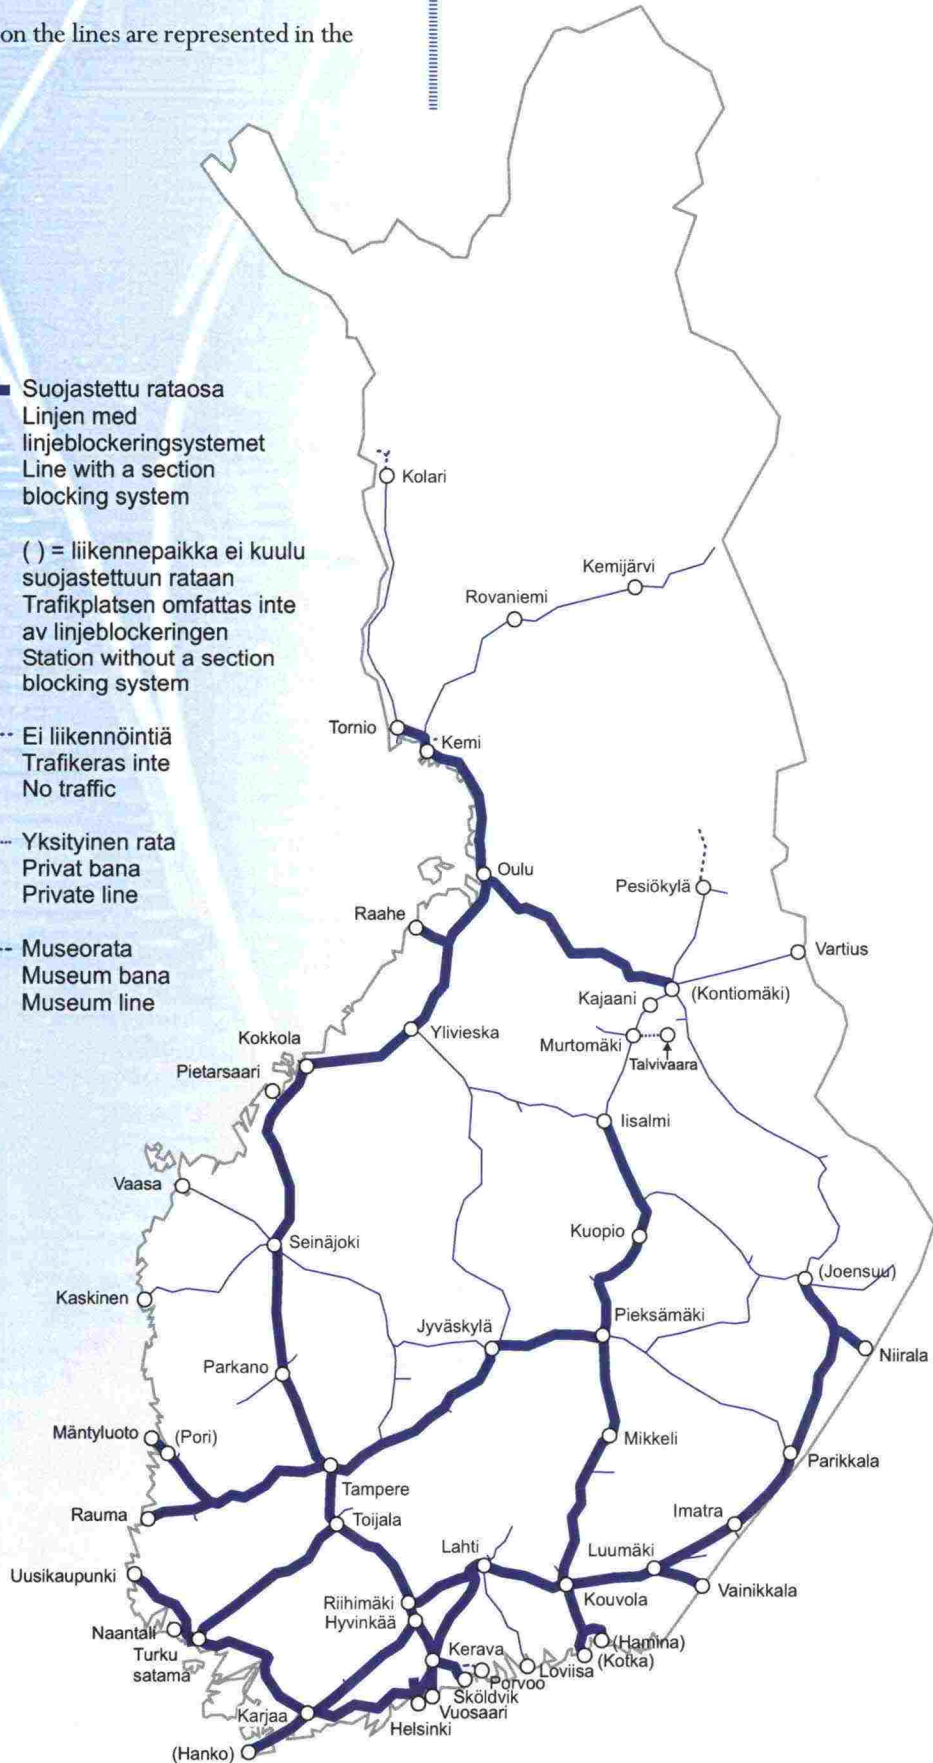 on the lines are represented in the
Suojastettu rataosa
Linjen med
linjeblockeringsystemet
Line with a section
blocking system
( ) = liikennepaikka ei kuulu
suojastettuun rataan
Trafikplatsen omfattas inte
av linjeblockeringen
Station without a section
blocking system
Ei liikennöintiä
Trafikeras inte
No traffic
Yksityinen rata
Privat bana
Private line
Museorata
Museum bana
Museum line
Kolari
Kemijärvi
Rovaniemi
Tornio
Kemi
Oulu
Pesiökylä
Raahe
Vartius
(Kontiomäki)
Kajaani
Ylivieska
Murtomäki
Talvivaara
Kokkola
Pietarsaari
Iisalmi
Vaasa
Kuopio
Seinäjoki
(Joensuu)
Kaskinen
Pieksämäki
Jyväskylä
Niirala
Parkano
Mäntyluoto
(Pori)
Mikkeli
Parikkala
Tampere
Rauma
Imatra
Toijala
Lahti
Luumäki
Uusikaupunki
Vainikkala
Kouvola
Riihimäki
Hyvinkää
Naantali
Turku
satama
(Hamina)
(Kotka)
Kerava
Loviisa
Porvoo
Sköldvik
Vuosaari
Karjaa
Helsinki
(Hanko)